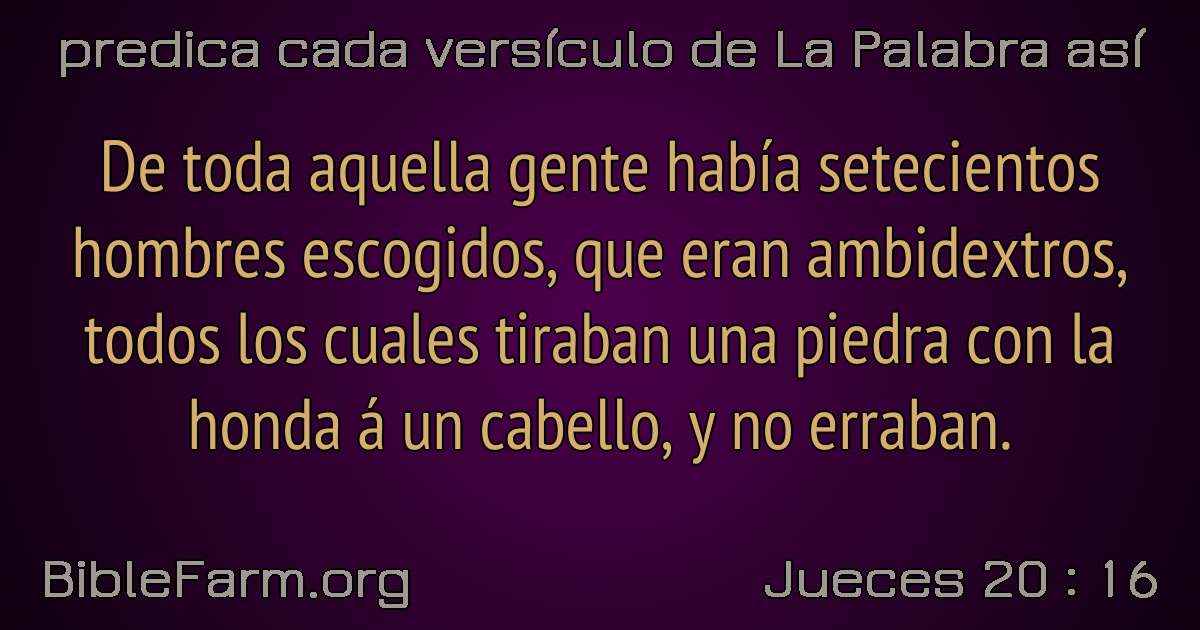 predica cada versículo de La Palabra así
De toda aquella gente había setecientos
hombres escogidos, que eran ambidextros,
todos los cuales tiraban una piedra con la
honda á un cabello, y no erraban.
BibleFarm.org
Jueces 20 : 16